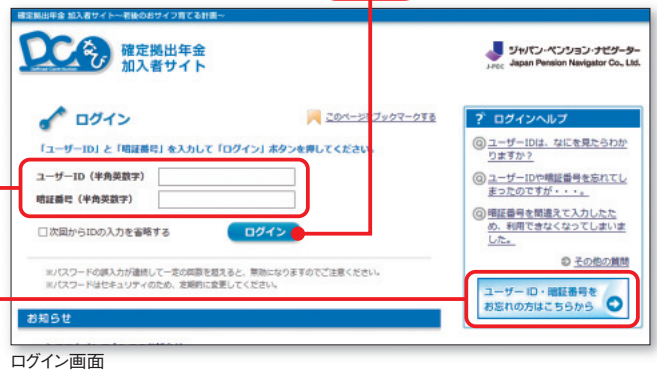 確定拠出年金 加入者サイト～老後のおサイフ育てる計画～
DCえらび
Defined Contribution
確定拠出年金
加入者サイト
J-PEC
ジャパン・ペンション・ナビゲーター
Japan Pension Navigator Co., Ltd.
ログイン
このページをブックマークする
「ユーザーID」と「暗証番号」を入力して「ログイン」ボタンを押してください。
ユーザーID（半角英数字）
暗証番号（半角英数字）
□次回からIDの入力を省略する
ログイン
※パスワードの誤入力が連続して一定の回数を超えると、無効になりますのでご注意ください。
※パスワードはセキュリティのため、定期的に変更してください。
お知らせ
? ログインヘルプ
Q ユーザーIDは、なにを見たらわか
りますか？
Q ユーザーIDや暗証番号を忘れてし
まったのですが・・・。
Q 暗証番号を間違えて入力したた
め、利用できなくなってしまいま
した。
その他の質問
ユーザーID・暗証番号を
お忘れの方はこちらから
ログイン画面